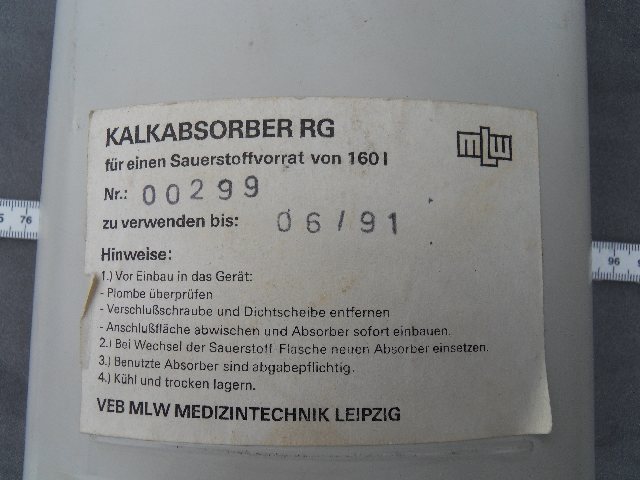 KALKABSORBER RG
mLw
für einen Sauerstoffvorrat von 160 l
Nr.: 00299
zu verwenden bis: 06/91
Hinweise:
1.) Vor Einbau in das Gerät:
- Plombe überprüfen
- Verschlußschraube und Dichtscheibe entfernen
- Anschlußfläche abwischen und Absorber sofort einbauen.
2.) Bei Wechsel der Sauerstoff-Flasche neuen Absorber einsetzen.
3.) Benutzte Absorber sind abgabepflichtig.
4.) Kühl und trocken lagern.
VEB MLW MEDIZINTECHNIK LEIPZIG
76
96